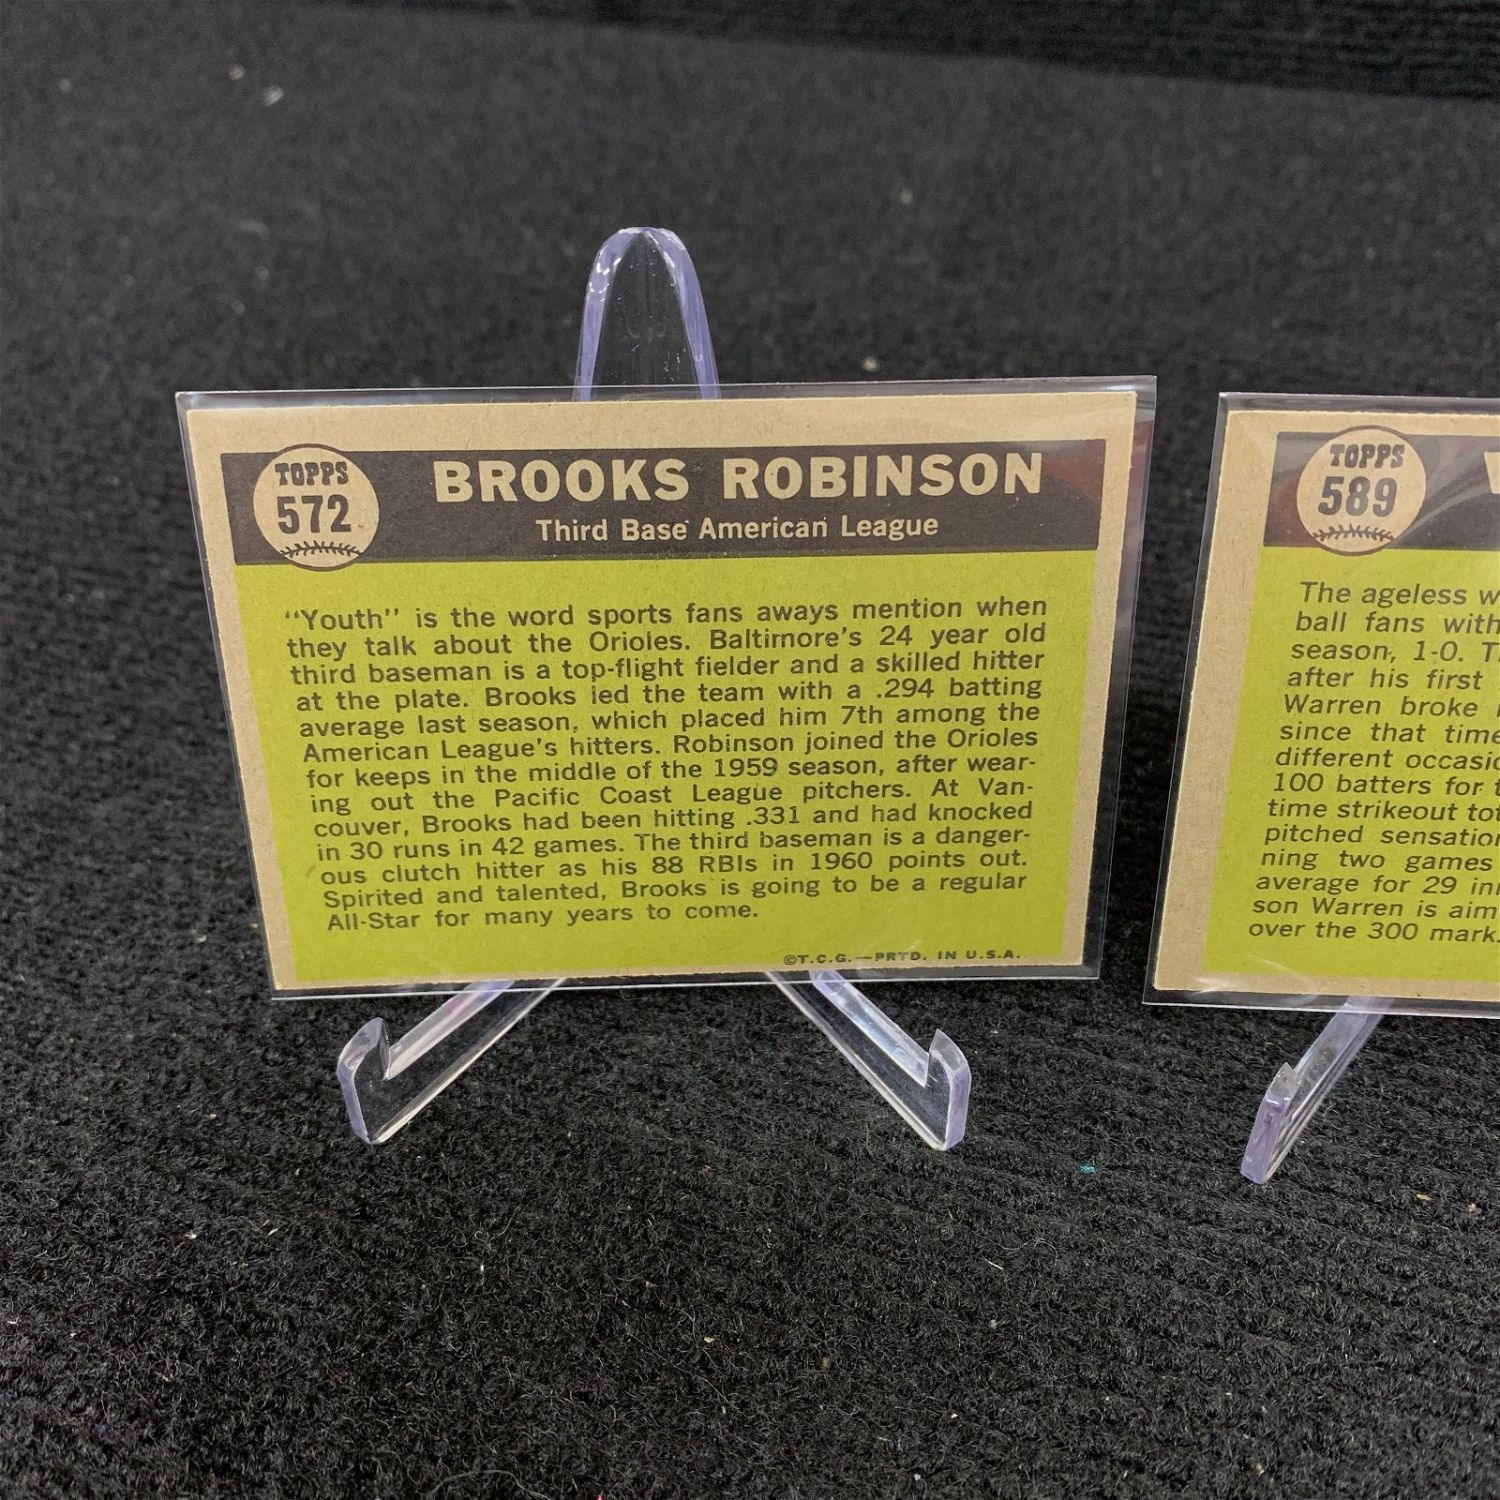 TOPPS
572
BROOKS ROBINSON
Third Base American League
"Youth" is the word sports fans aways mention when
they talk about the Orioles. Baltimore's 24 year old
third baseman is a top-flight fielder and a skilled hitter
at the plate. Brooks led the team with a .294 batting
average last season, which placed him 7th among the
American League's hitters. Robinson joined the Orioles
for keeps in the middle of the 1959 season, after wear-
ing out the Pacific Coast League pitchers. At Van-
couver, Brooks had been hitting .331 and had knocked
in 30 runs in 42 games. The third baseman is a danger-
ous clutch hitter as his 88 RBIs in 1960 points out.
Spirited and talented, Brooks is going to be a regular
All-Star for many years to come.
©T.C.G.—PRTD. IN U.S.A.
TOPPS
589
The ageless
ball fans with
season, 1-0.
after his first
Warren broke
since that time
different
100 batters for
time strikeout
pitched
ning two games
average for 29
son Warren is
over the 300 mark.